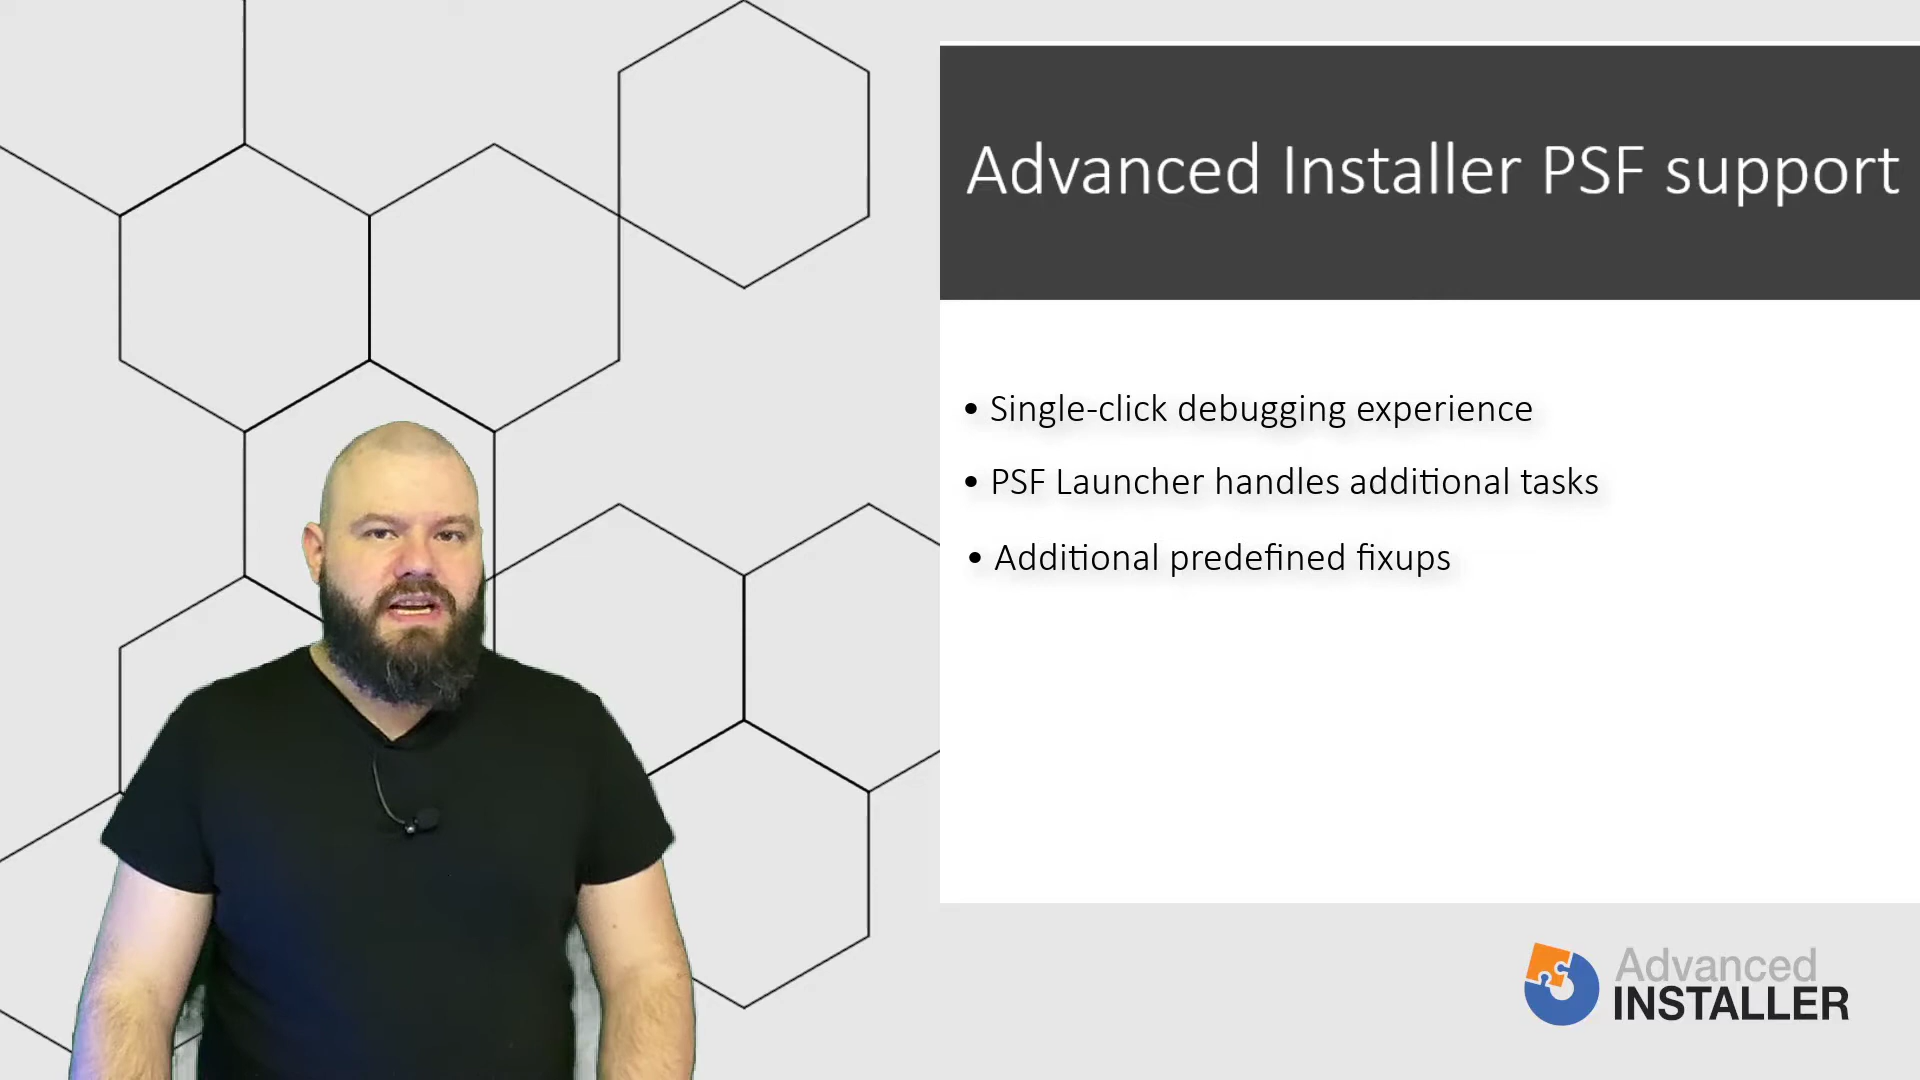 Advanced Installer PSF support
• Single-click debugging experience
• PSF Launcher handles additional tasks
• Additional predefined fixups
Advanced
INSTALLER